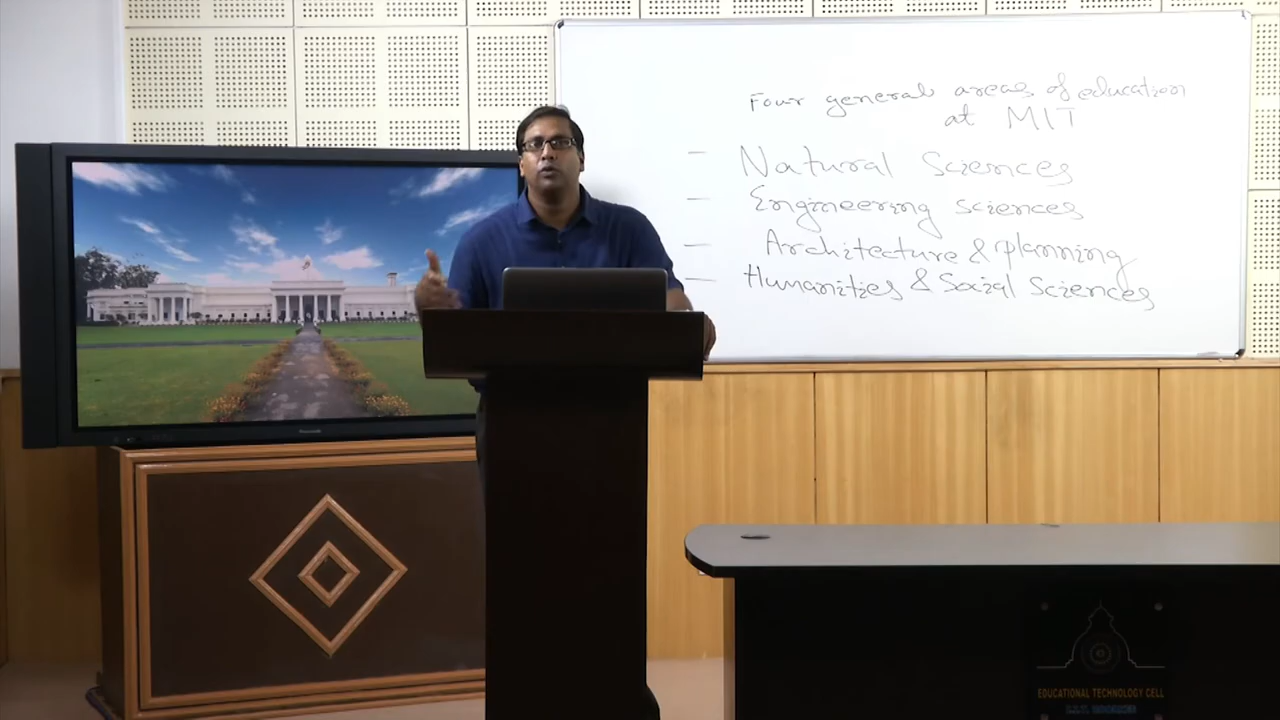 Four general areas of education
at MIT
— Natural Sciences
— Engineering sciences
— Architecture & planning
— Humanities & Social Sciences
EDUCATIONAL TECHNOLOGY CELL
I.I.T. ROORKEE